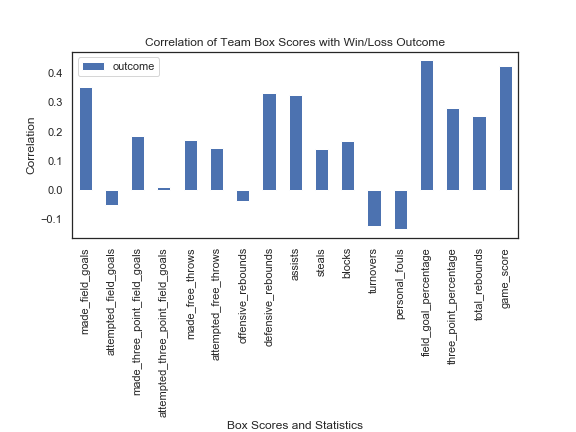 Correlation of Team Box Scores with Win/Loss Outcome
outcome
Correlation
0.4
0.3
0.2
0.1
0.0
−0.1
made_field_goals
attempted_field_goals
made_three_point_field_goals
attempted_three_point_field_goals
made_free_throws
attempted_free_throws
offensive_rebounds
defensive_rebounds
assists
steals
blocks
turnovers
personal_fouls
field_goal_percentage
three_point_percentage
total_rebounds
game_score
Box Scores and Statistics